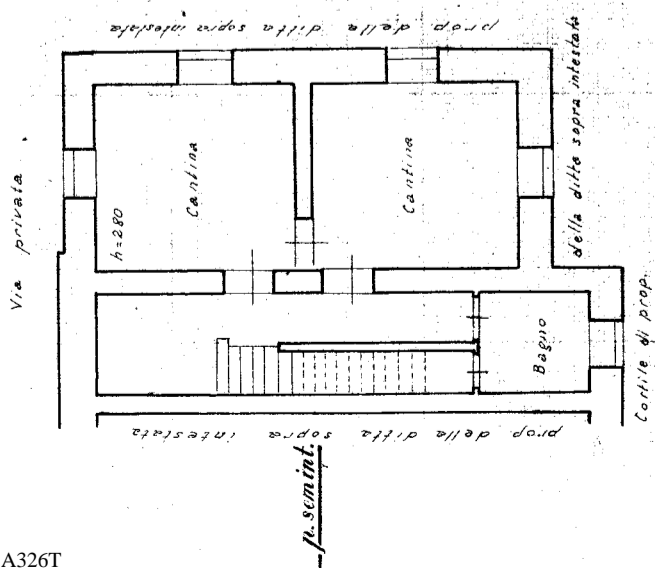 prop della ditta sopra intestata
Via privata
Cantina
h=280
Cantina
della ditta sopra intestata
Cortile di prop.
Bagno
prop della ditta sopra intestata
p. semint.
A326T